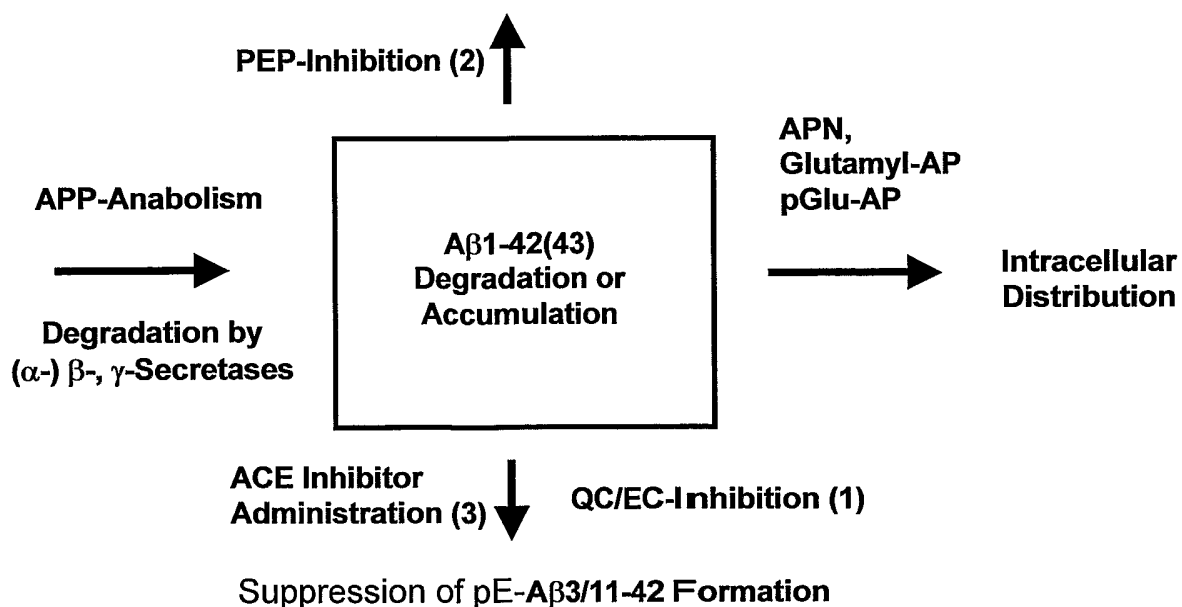 PEP-Inhibition (2)
APN,
Glutamyl-AP
pGlu-AP
APP-Anabolism
Aβ1-42(43)
Degradation or
Accumulation
Intracellular
Distribution
Degradation by
(α-) β-, γ-Secretases
ACE Inhibitor
Administration (3)
QC/EC-Inhibition (1)
Suppression of pE-Aβ3/11-42 Formation